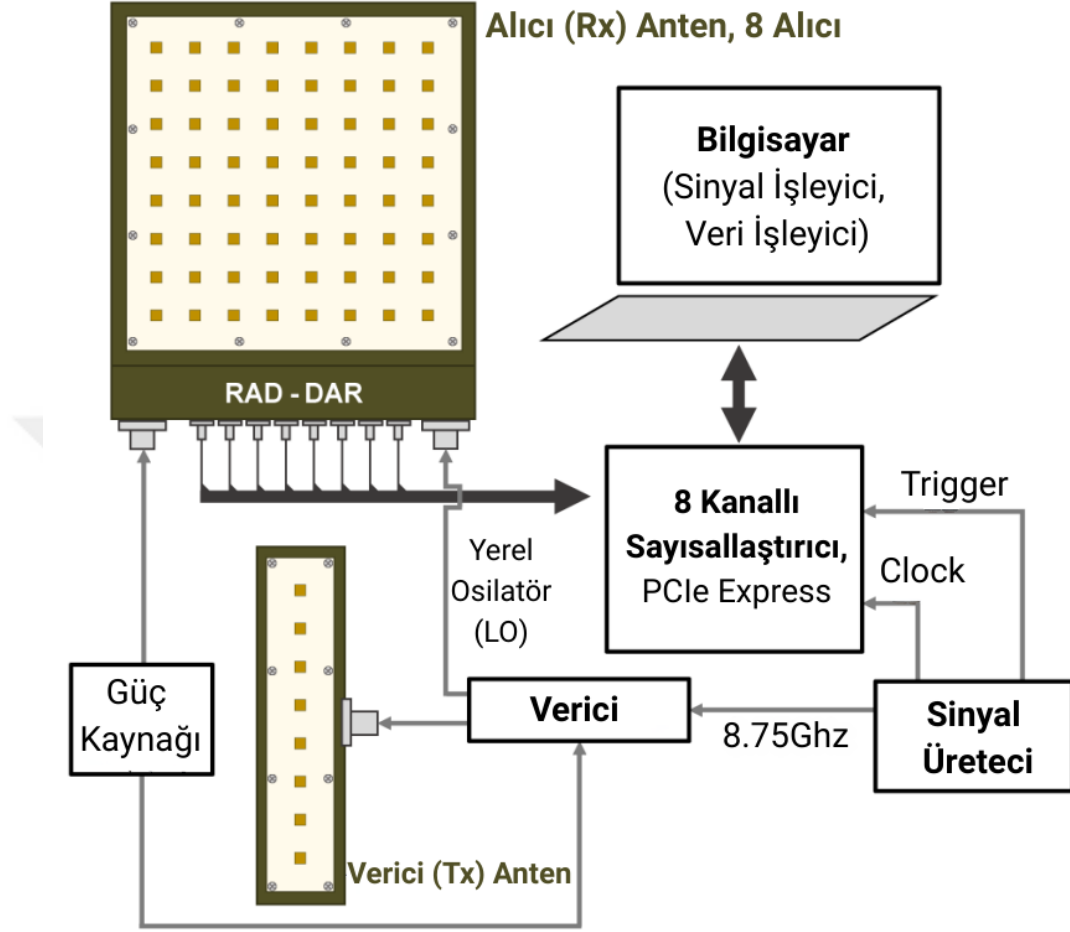 Alıcı (Rx) Anten, 8 Alıcı
Bilgisayar
(Sinyal İşleyici,
Veri İşleyici)
RAD - DAR
8 Kanallı
Sayısallaştırıcı,
PCIe Express
Trigger
Clock
Yerel
Osilatör
(LO)
Güç
Kaynağı
Verici
8.75Ghz
Sinyal
Üreteci
Verici (Tx) Anten